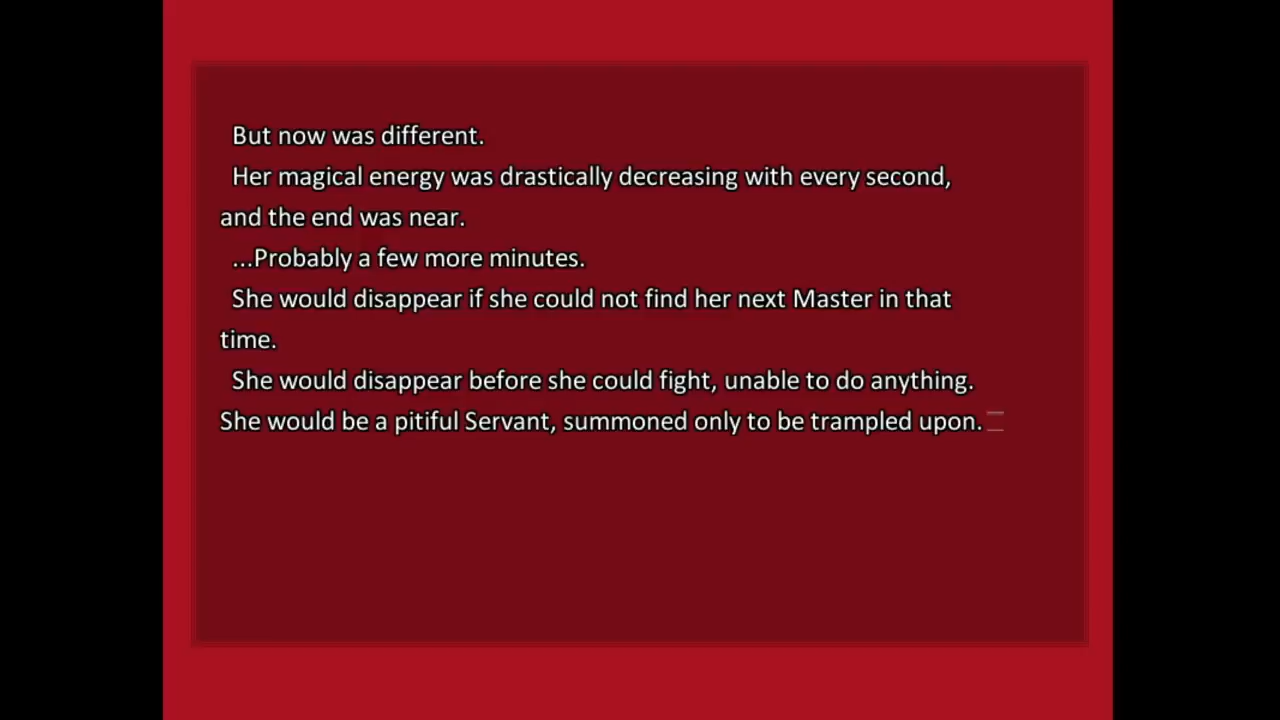 But now was different.
Her magical energy was drastically decreasing with every second,
and the end was near.
...Probably a few more minutes.
She would disappear if she could not find her next Master in that
time.
She would disappear before she could fight, unable to do anything.
She would be a pitiful Servant, summoned only to be trampled upon.